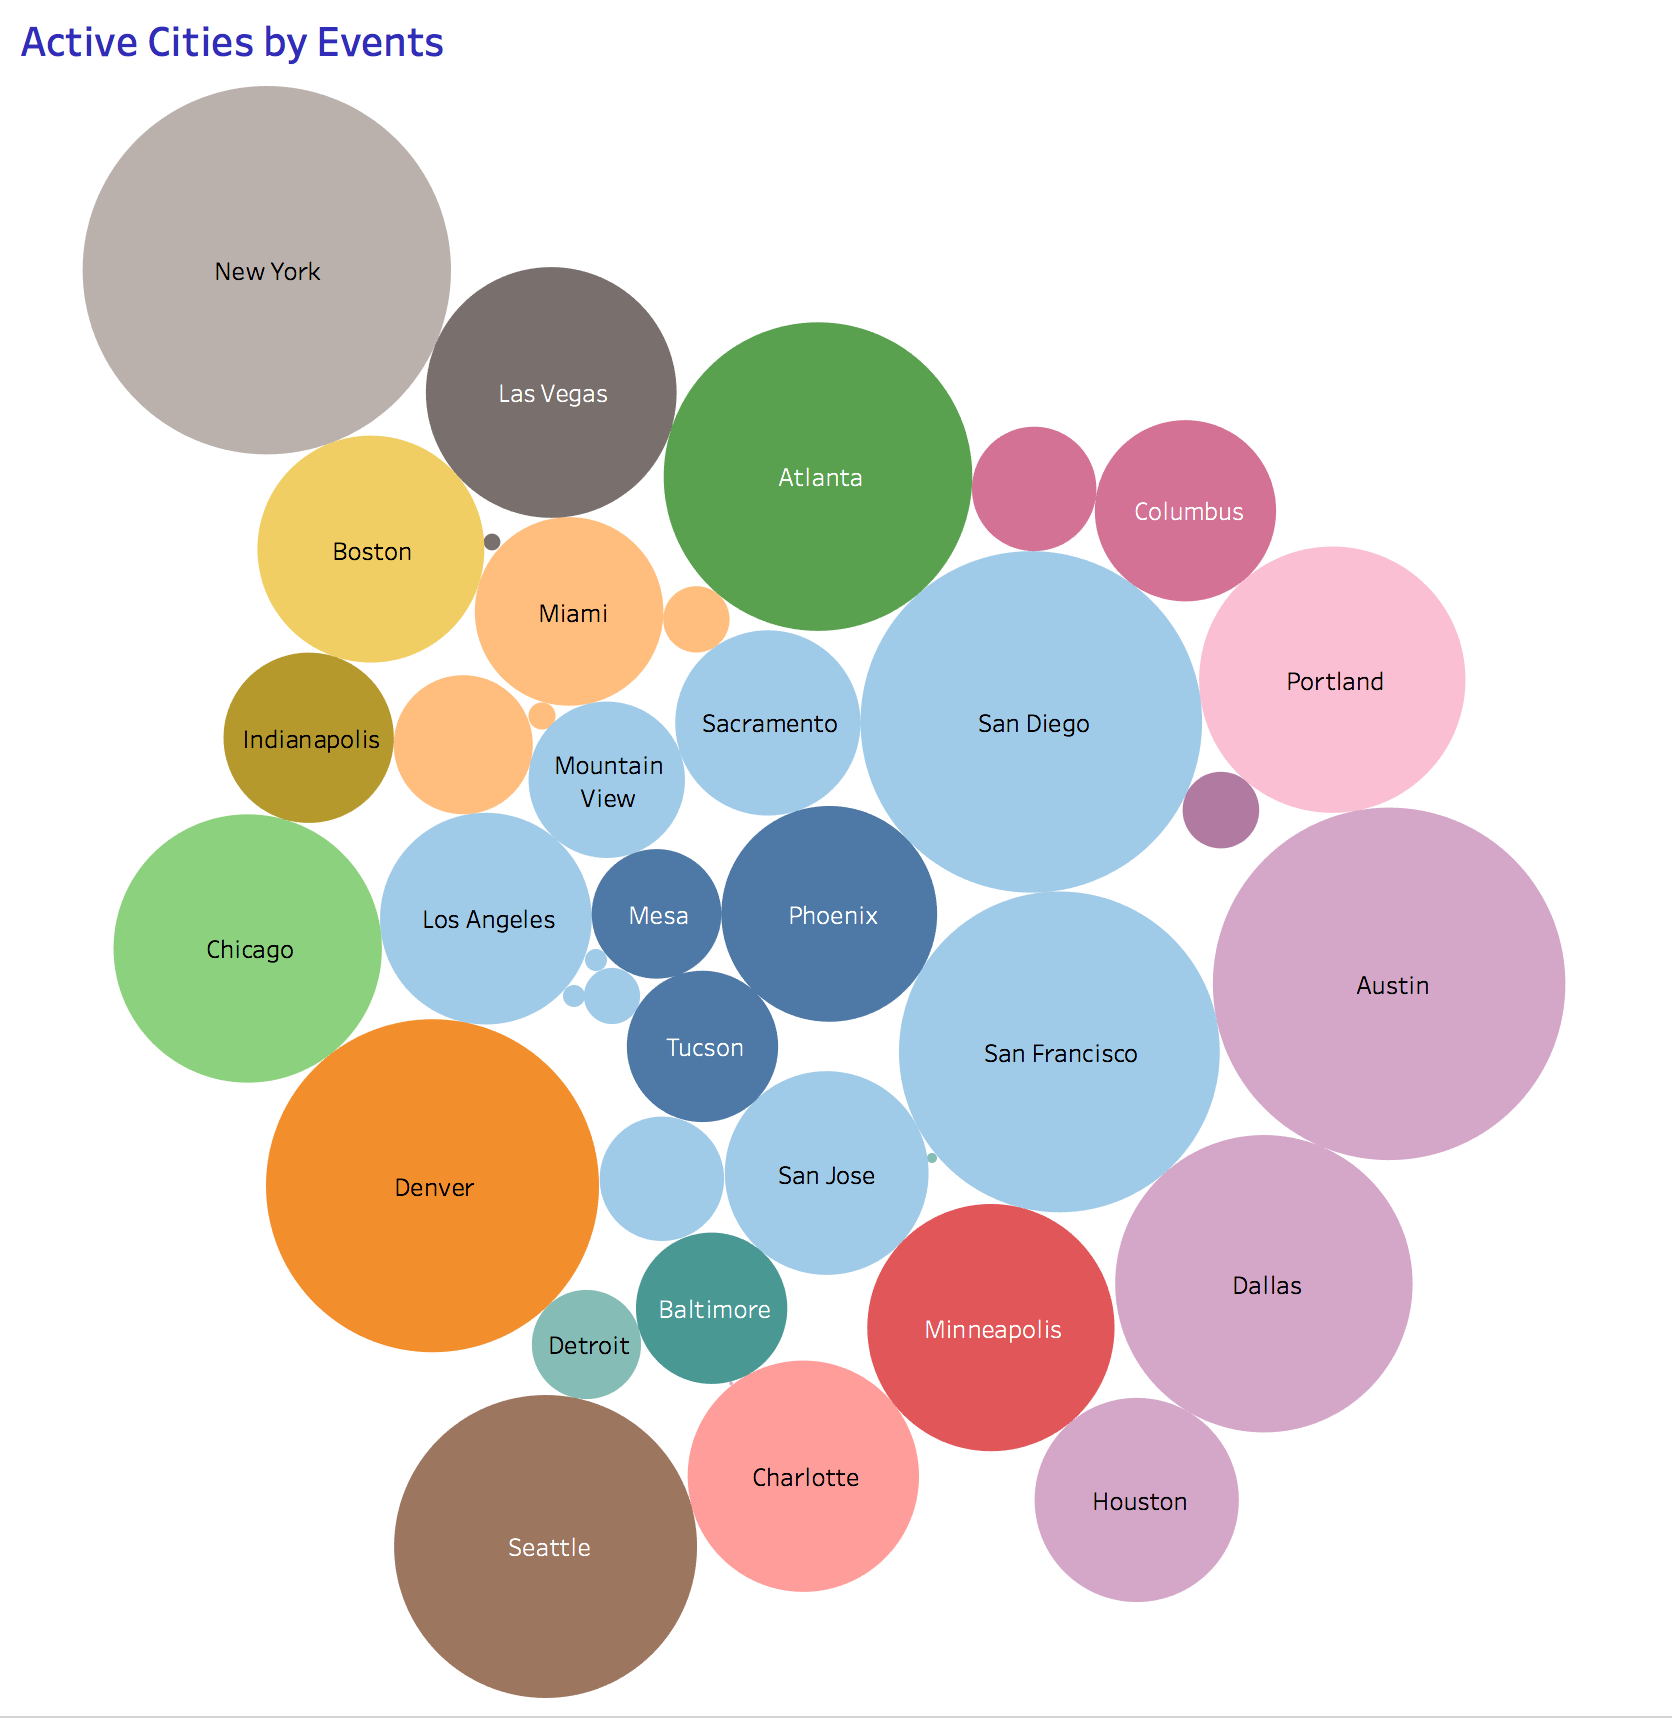 Active Cities by Events
New York
Las Vegas
Atlanta
Columbus
Boston
Miami
Portland
Sacramento
San Diego
Indianapolis
Mountain
View
Los Angeles
Mesa
Phoenix
Chicago
Austin
Tucson
San Francisco
San Jose
Denver
Dallas
Baltimore
Minneapolis
Detroit
Charlotte
Houston
Seattle